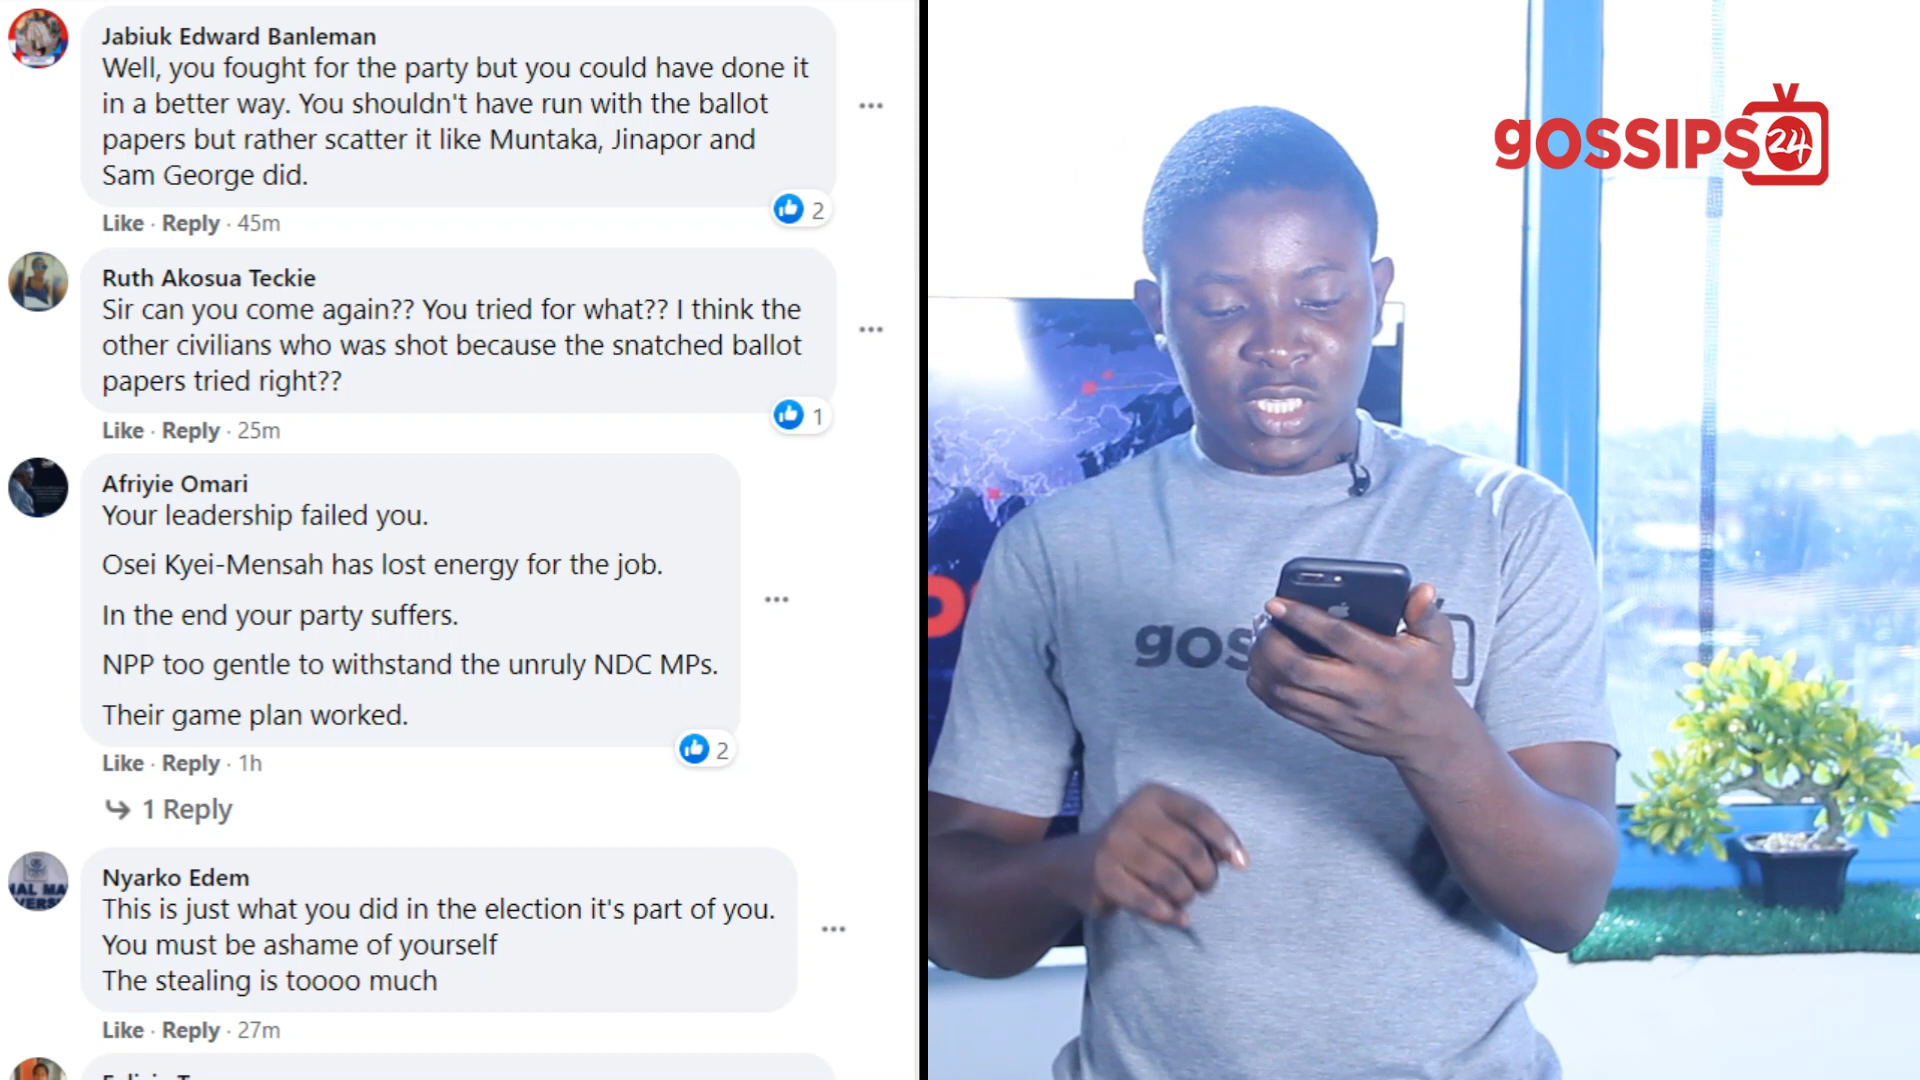 Jabiuk Edward Banleman
Well, you fought for the party but you could have done it
in a better way. You shouldn't have run with the ballot
papers but rather scatter it like Muntaka, Jinapor and
Sam George did.
2
Like · Reply · 45m
Ruth Akosua Teckie
Sir can you come again?? You tried for what?? I think the
other civilians who was shot because the snatched ballot
papers tried right??
1
Like · Reply · 25m
Afriyie Omari
Your leadership failed you.
Osei Kyei-Mensah has lost energy for the job.
In the end your party suffers.
NPP too gentle to withstand the unruly NDC MPs.
Their game plan worked.
2
Like · Reply · 1h
1 Reply
Nyarko Edem
This is just what you did in the election it's part of you.
You must be ashame of yourself
The stealing is toooo much
Like · Reply · 27m
gOSSIPS24
gos